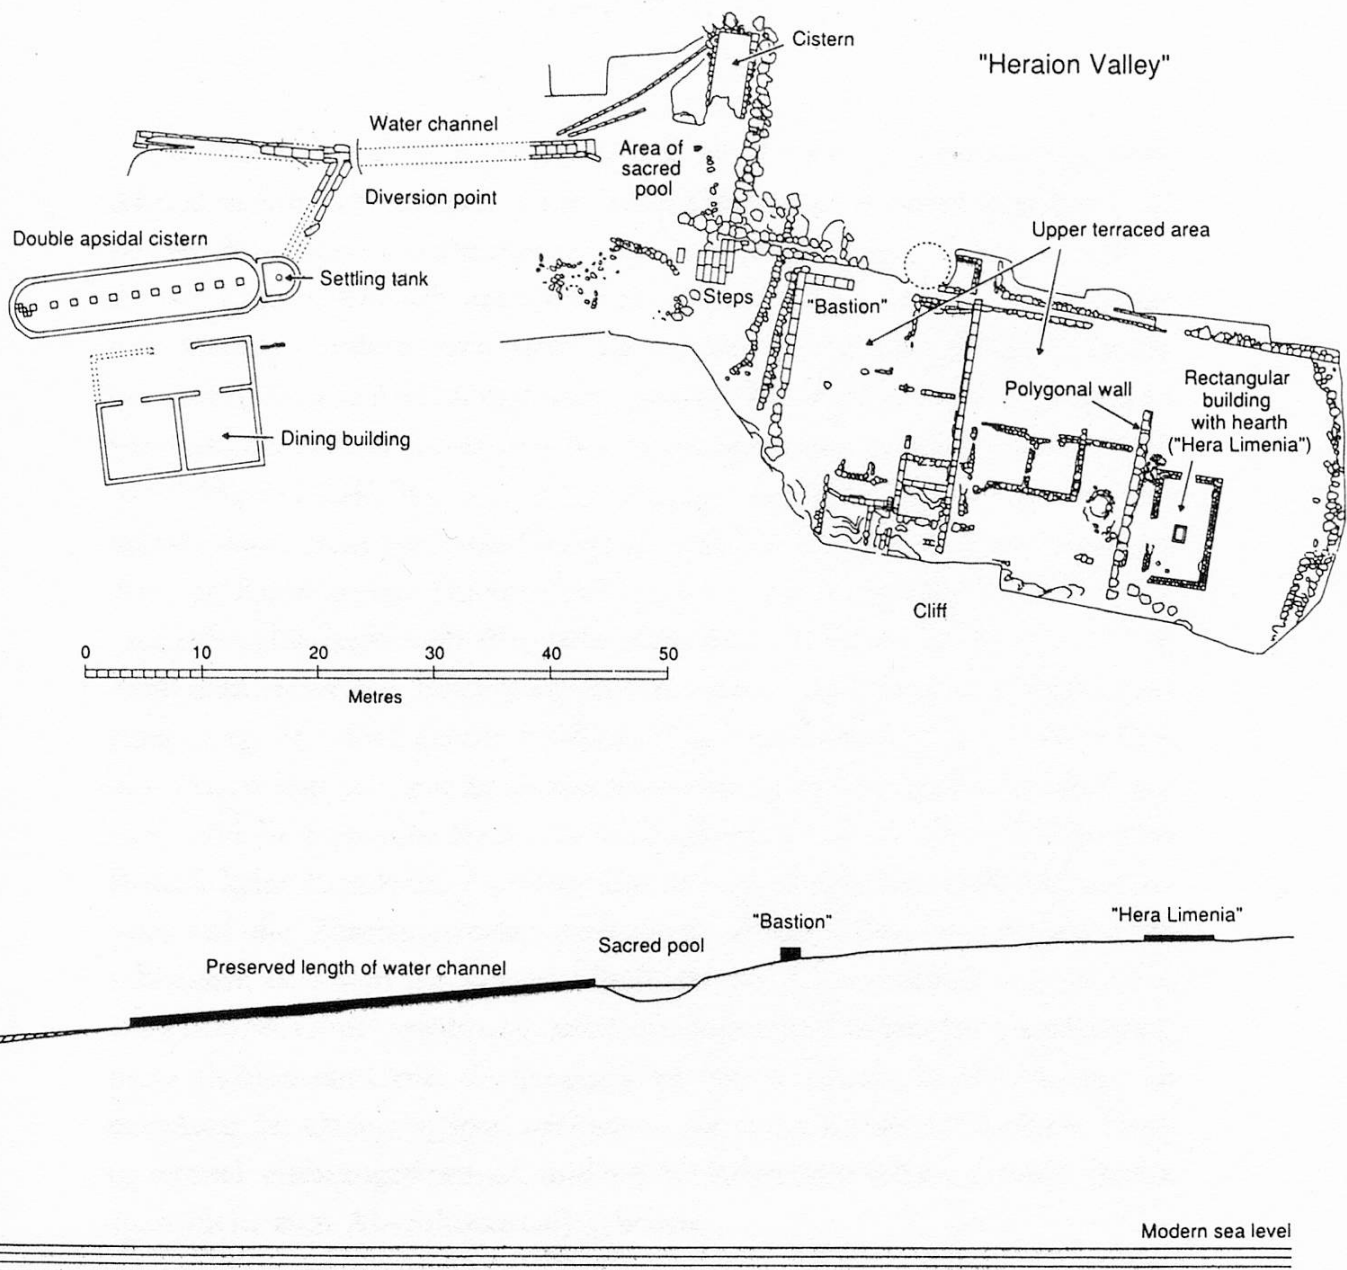 Cistern
"Heraion Valley"
Water channel
Area of
sacred
pool
Diversion point
Double apsidal cistern
Upper terraced area
Settling tank
Steps
"Bastion"
Polygonal wall
Rectangular
building
with hearth
("Hera Limenia")
Dining building
Cliff
0 10 20 30 40 50
Metres
"Bastion"
"Hera Limenia"
Sacred pool
Preserved length of water channel
Modern sea level